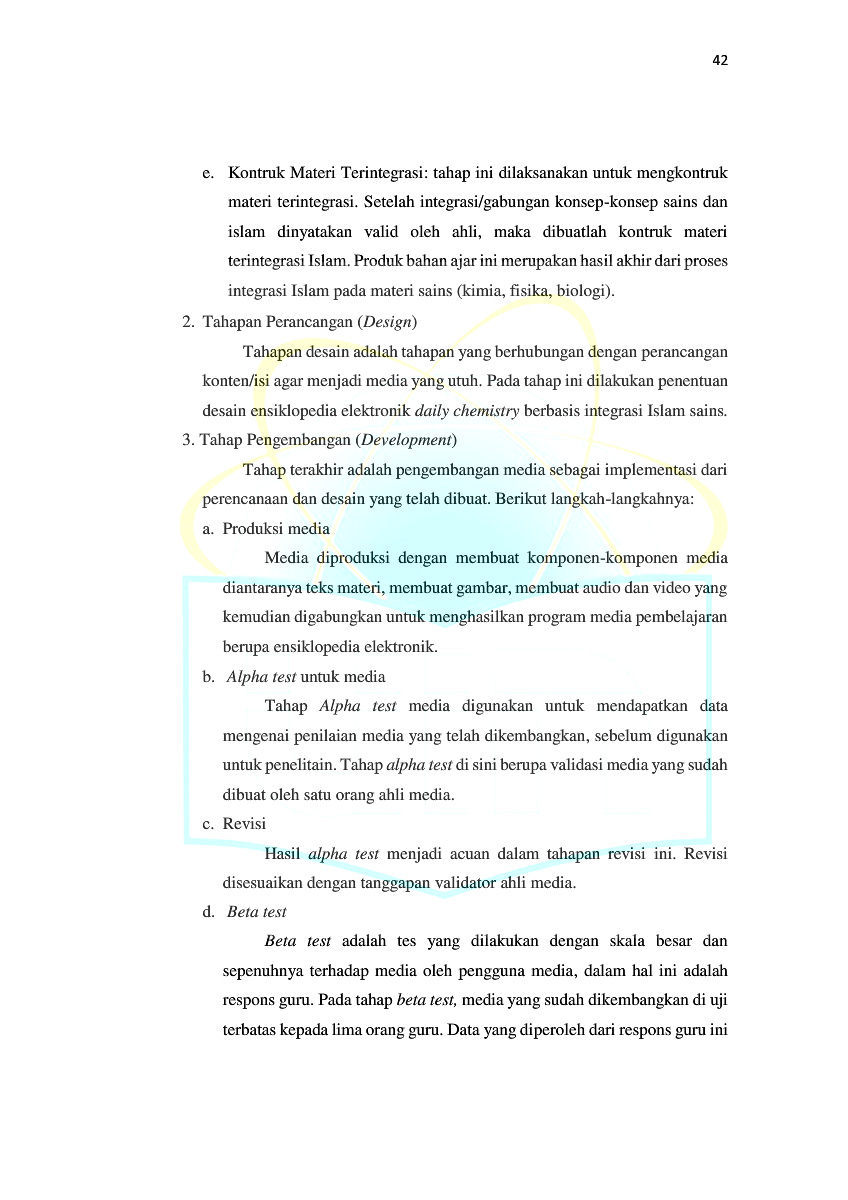 42
e. Kontruk Materi Terintegrasi: tahap ini dilaksanakan untuk mengkontruk
materi terintegrasi. Setelah integrasi/gabungan konsep-konsep sains dan
islam dinyatakan valid oleh ahli, maka dibuatlah kontruk materi
terintegrasi Islam. Produk bahan ajar ini merupakan hasil akhir dari proses
integrasi Islam pada materi sains (kimia, fisika, biologi).
2. Tahapan Perancangan (Design)
Tahapan desain adalah tahapan yang berhubungan dengan perancangan
konten/isi agar menjadi media yang utuh. Pada tahap ini dilakukan penentuan
desain ensiklopedia elektronik daily chemistry berbasis integrasi Islam sains.
3. Tahap Pengembangan (Development)
Tahap terakhir adalah pengembangan media sebagai implementasi dari
perencanaan dan desain yang telah dibuat. Berikut langkah-langkahnya:
a. Produksi media
Media diproduksi dengan membuat komponen-komponen media
diantaranya teks materi, membuat gambar, membuat audio dan video yang
kemudian digabungkan untuk menghasilkan program media pembelajaran
berupa ensiklopedia elektronik.
b. Alpha test untuk media
Tahap Alpha test media digunakan untuk mendapatkan data
mengenai penilaian media yang telah dikembangkan, sebelum digunakan
untuk penelitain. Tahap alpha test di sini berupa validasi media yang sudah
dibuat oleh satu orang ahli media.
c. Revisi
Hasil alpha test menjadi acuan dalam tahapan revisi ini. Revisi
disesuaikan dengan tanggapan validator ahli media.
d. Beta test
Beta test adalah tes yang dilakukan dengan skala besar dan
sepenuhnya terhadap media oleh pengguna media, dalam hal ini adalah
respons guru. Pada tahap beta test, media yang sudah dikembangkan di uji
terbatas kepada lima orang guru. Data yang diperoleh dari respons guru ini